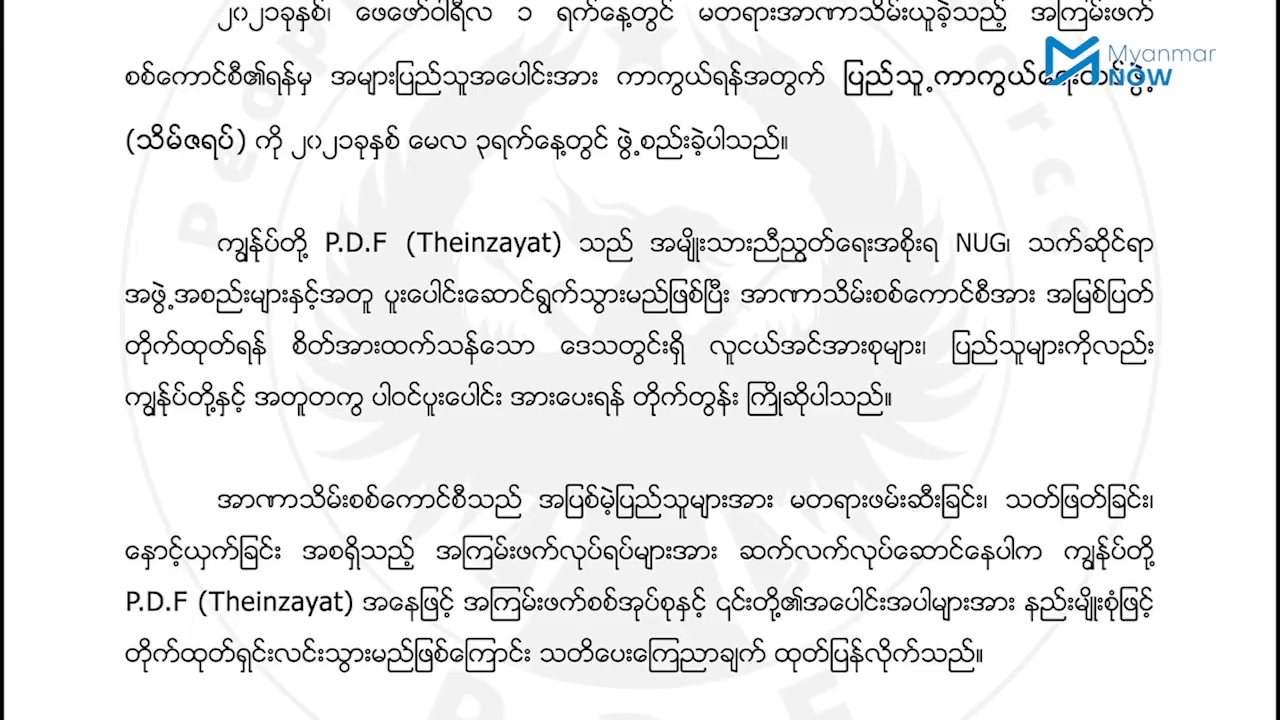 ၂၀၂၁ခုနှစ်၊ ဖေဖော်ဝါရီလ ၁ ရက်နေ့တွင် မတရားအာဏာသိမ်းယူခဲ့သည့် အကြမ်းဖက်
Myanmar
NOW
စစ်ကောင်စီ၏ရန်မှ အများပြည်သူအပေါင်းအား ကာကွယ်ရန်အတွက် ပြည်သူ့ကာကွယ်ရေးတပ်ဖွဲ့
(သိမ်ဇရပ်) ကို ၂၀၂၁ခုနှစ် မေလ ၃ရက်နေ့တွင် ဖွဲ့စည်းခဲ့ပါသည်။
ကျွန်ုပ်တို့ P.D.F (Theinzayat) သည် အမျိုးသားညီညွတ်ရေးအစိုးရ NUG၊ သက်ဆိုင်ရာ
အဖွဲ့အစည်းများနှင့်အတူ ပူးပေါင်းဆောင်ရွက်သွားမည်ဖြစ်ပြီး အာဏာသိမ်းစစ်ကောင်စီအား အမြစ်ပြတ်
တိုက်ထုတ်ရန် စိတ်အားထက်သန်သော ဒေသတွင်းရှိ လူငယ်အင်အားစုများ၊ ပြည်သူများကိုလည်း
ကျွန်ုပ်တို့နှင့် အတူတကွ ပါဝင်ပူးပေါင်း အားပေးရန် တိုက်တွန်း ကြိုဆိုပါသည်။
အာဏာသိမ်းစစ်ကောင်စီသည် အပြစ်မဲ့ပြည်သူများအား မတရားဖမ်းဆီးခြင်း၊ သတ်ဖြတ်ခြင်း၊
နှောင့်ယှက်ခြင်း အစရှိသည့် အကြမ်းဖက်လုပ်ရပ်များအား ဆက်လက်လုပ်ဆောင်နေပါက ကျွန်ုပ်တို့
P.D.F (Theinzayat) အနေဖြင့် အကြမ်းဖက်စစ်အုပ်စုနှင့် ၎င်းတို့၏အပေါင်းအပါများအား နည်းမျိုးစုံဖြင့်
တိုက်ထုတ်ရှင်းလင်းသွားမည်ဖြစ်ကြောင်း သတိပေးကြေညာချက် ထုတ်ပြန်လိုက်သည်။